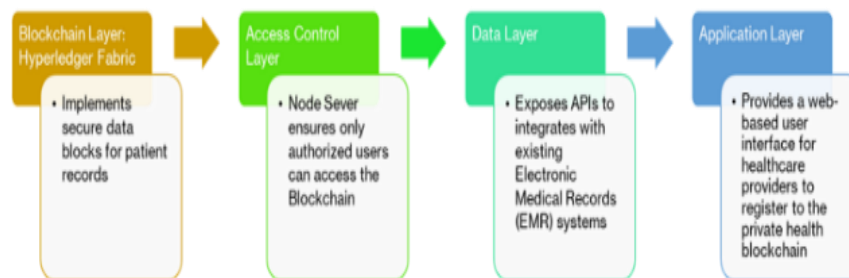 Blockchain Layer:
Hyperledger Fabric
• Implements
secure data
blocks for patient
records
Access Control
Layer
• Node Sever
ensures only
authorized users
can access the
Blockchain
Data Layer
• Exposes APIs to
integrates with
existing
Electronic
Medical Records
(EMR) systems
Application Layer
• Provides a web-
based user
interface for
healthcare
providers to
register to the
private health
blockchain